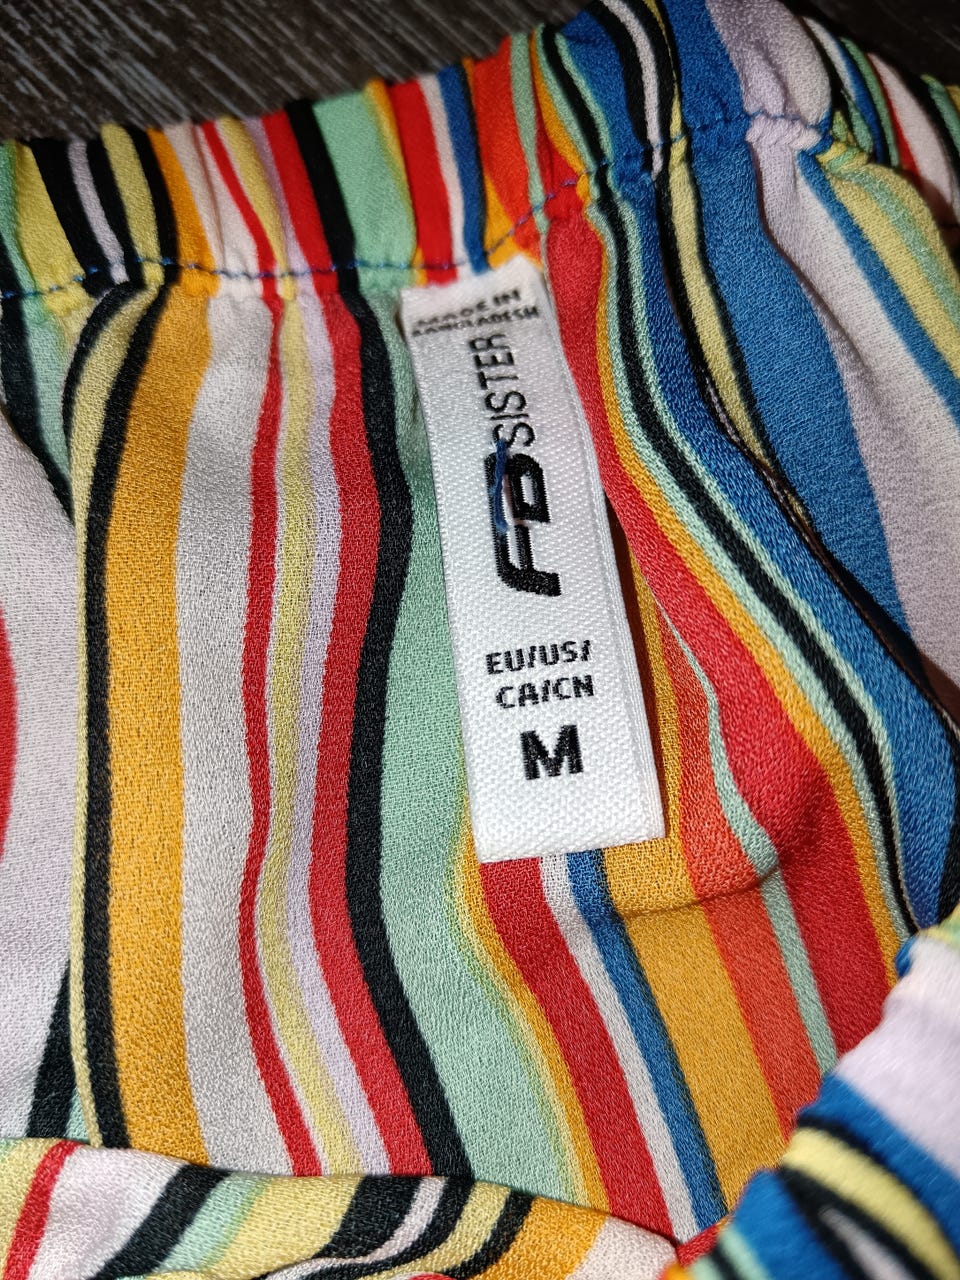 MADE IN
BANGLADESH
FB SISTER
EU/US/
CA/CN
M